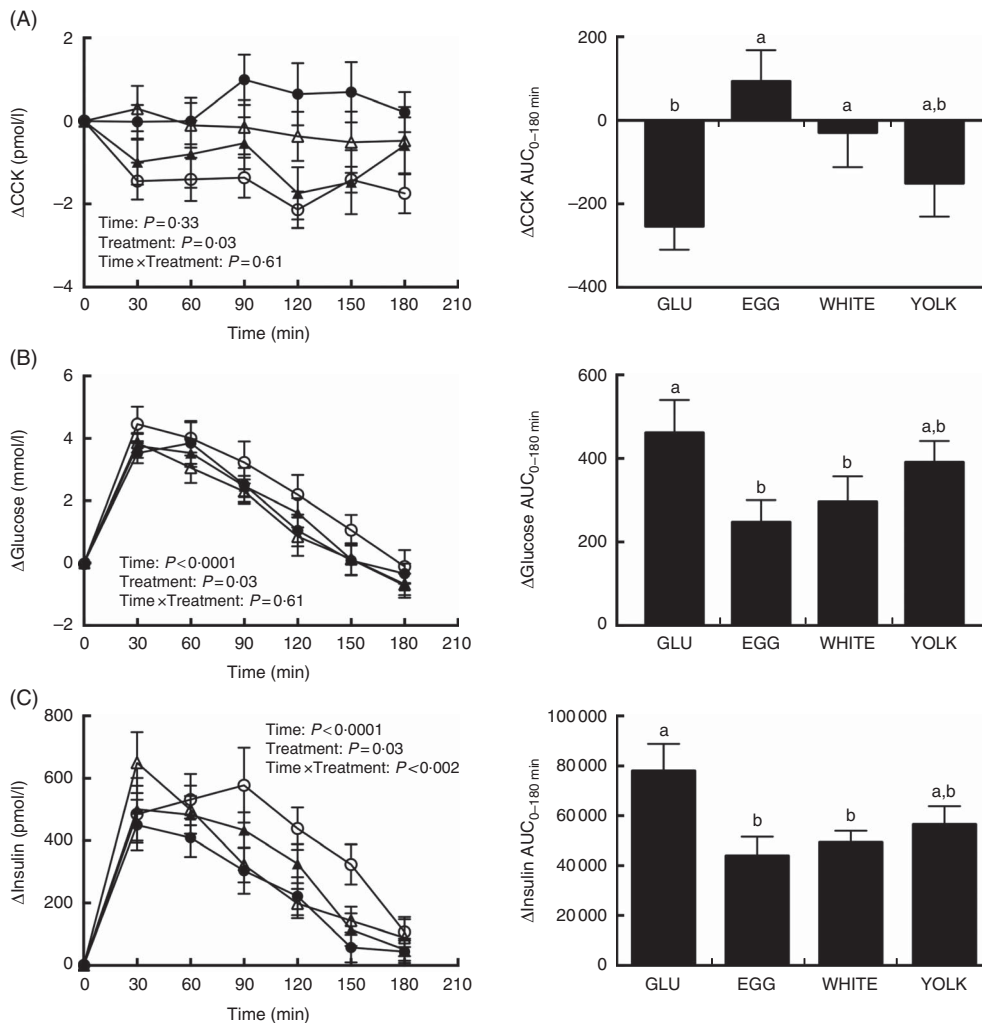 (A)
2
0
−2
−4
ΔCCK (pmol/l)
Time: P=0·33
Treatment: P=0·03
Time×Treatment: P=0·61
0 30 60 90 120 150 180 210
Time (min)
200
0
−200
−400
ΔCCK AUC0–180 min
b
a
a
a,b
GLU EGG WHITE YOLK
(B)
6
4
2
0
−2
ΔGlucose (mmol/l)
Time: P<0·0001
Treatment: P=0·03
Time×Treatment: P=0·61
0 30 60 90 120 150 180 210
Time (min)
600
400
200
0
ΔGlucose AUC0–180 min
a
b
b
a,b
GLU EGG WHITE YOLK
(C)
800
600
400
200
0
ΔInsulin (pmol/l)
Time: P<0·0001
Treatment: P=0·03
Time×Treatment: P<0·002
0 30 60 90 120 150 180 210
Time (min)
100 000
80 000
60 000
40 000
20 000
0
ΔInsulin AUC0–180 min
a
b
b
a,b
GLU EGG WHITE YOLK